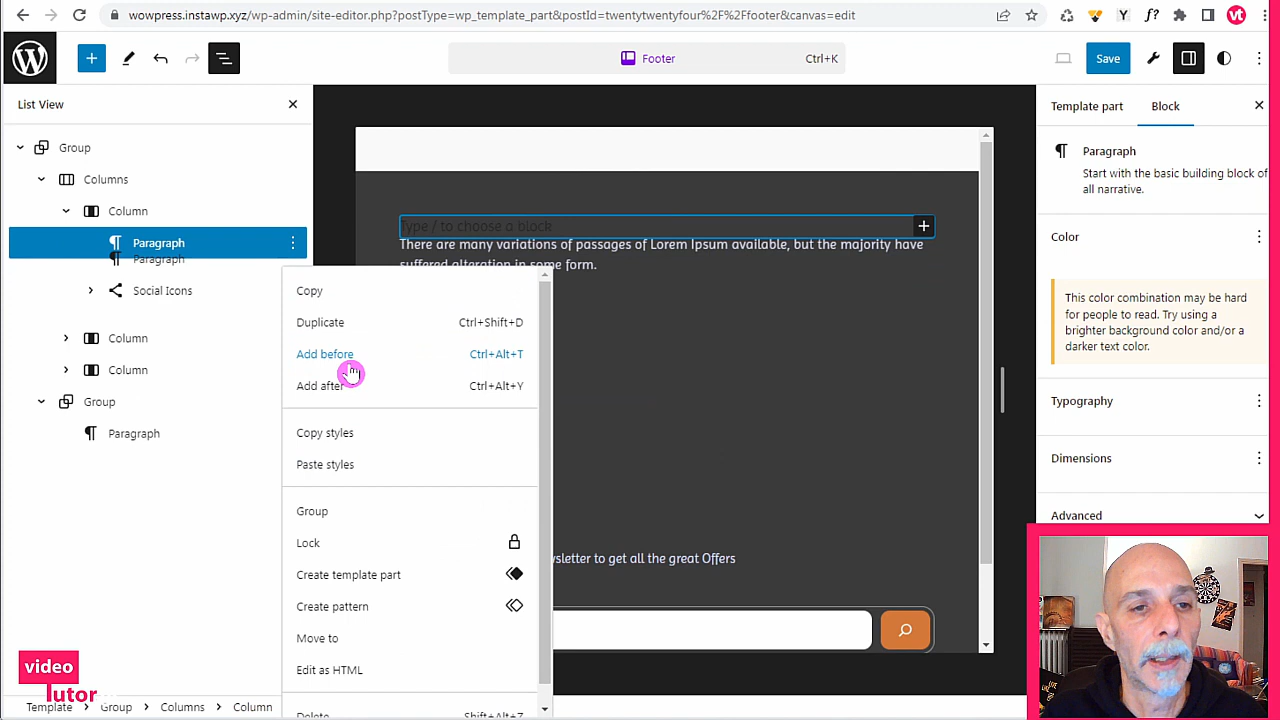 wowpress.instawp.xyz/wp-admin/site-editor.php?postType=wp_template_part&postId=twentytwentyfour%2F%2Ffooter&canvas=edit
vt
Footer
Ctrl+K
Save
List View
Group
Columns
Column
Paragraph
Paragraph
Social Icons
Column
Column
Group
Paragraph
Copy
Duplicate Ctrl+Shift+D
Add before Ctrl+Alt+T
Add after Ctrl+Alt+Y
Copy styles
Paste styles
Group
Lock
Create template part
Create pattern
Move to
Edit as HTML
Delete Shift+Alt+Z
Type / to choose a block
There are many variations of passages of Lorem Ipsum available, but the majority have
suffered alteration in some form.
wsletter to get all the great Offers
Template part Block
Paragraph
Start with the basic building block of
all narrative.
Color
This color combination may be hard
for people to read. Try using a
brighter background color and/or a
darker text color.
Typography
Dimensions
Advanced
video
tutor
Template Group Columns Column